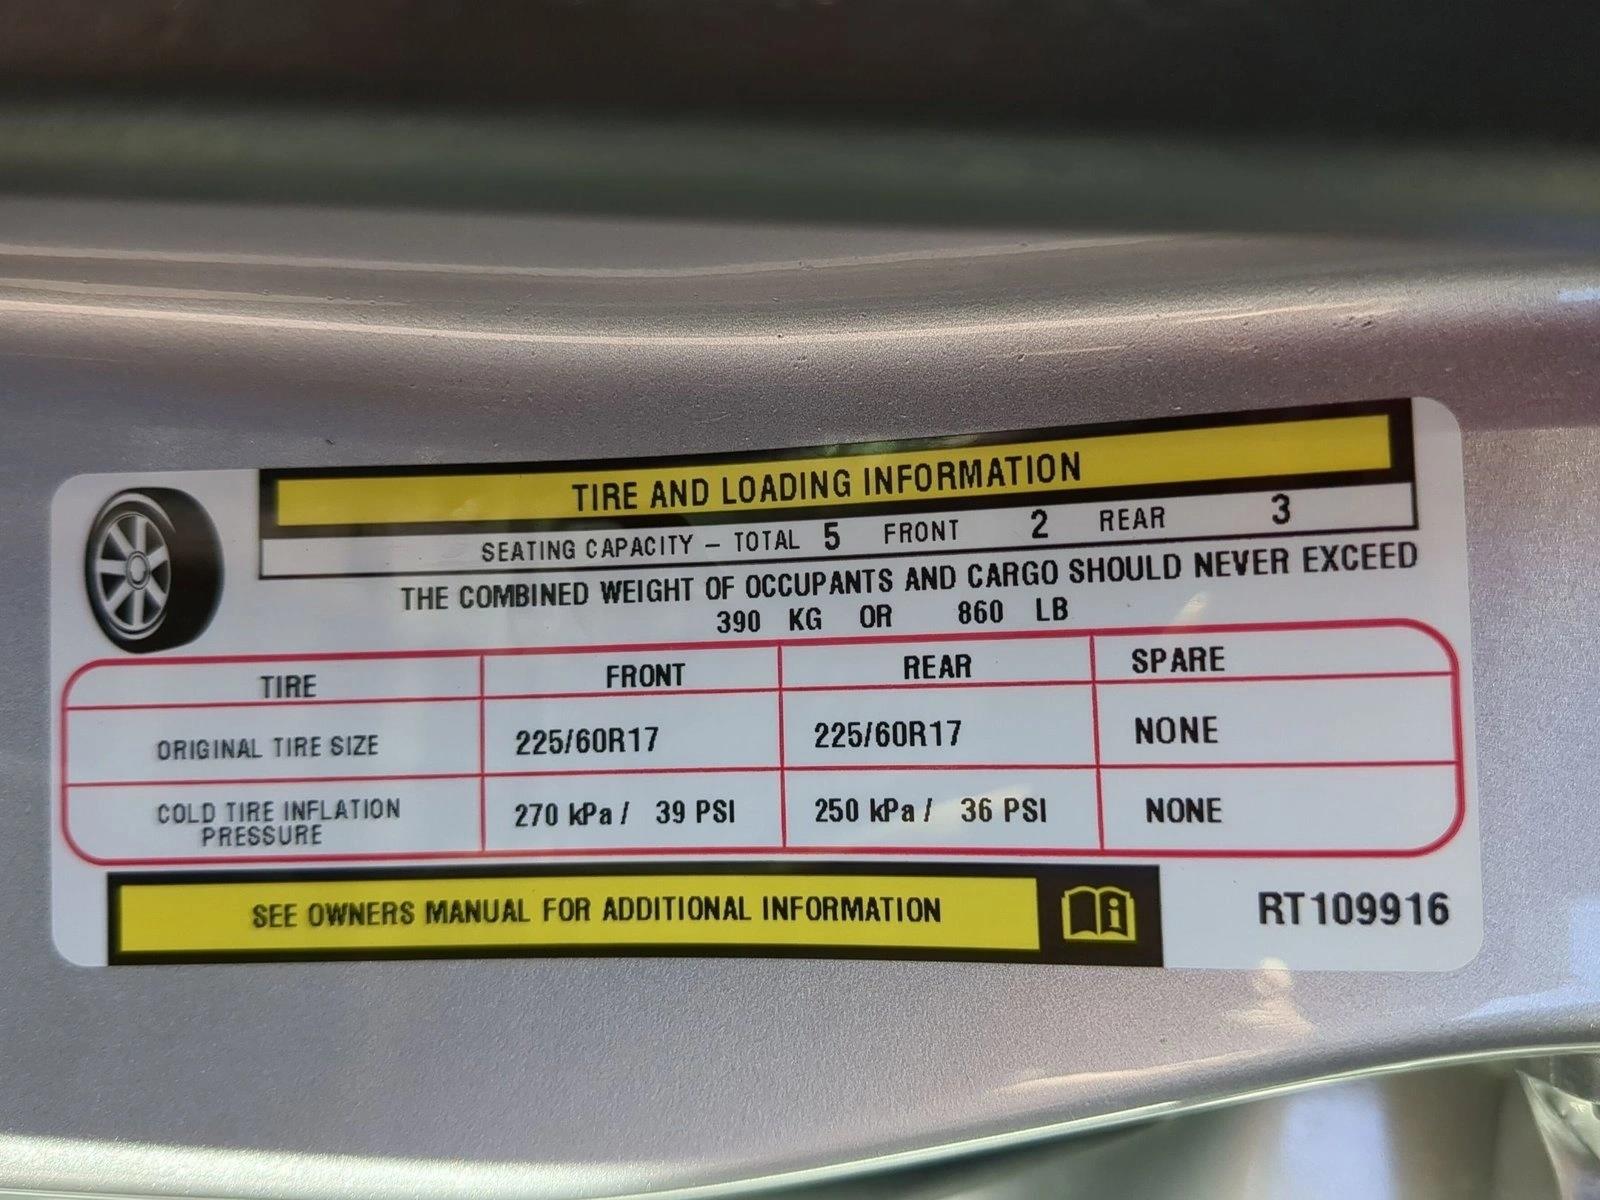 TIRE AND LOADING INFORMATION
SEATING CAPACITY – TOTAL 5 FRONT 2 REAR 3
THE COMBINED WEIGHT OF OCCUPANTS AND CARGO SHOULD NEVER EXCEED
390 KG OR 860 LB
TIRE FRONT REAR SPARE
ORIGINAL TIRE SIZE 225/60R17 225/60R17 NONE
COLD TIRE INFLATION
PRESSURE 270 kPa / 39 PSI 250 kPa / 36 PSI NONE
SEE OWNERS MANUAL FOR ADDITIONAL INFORMATION
RT109916